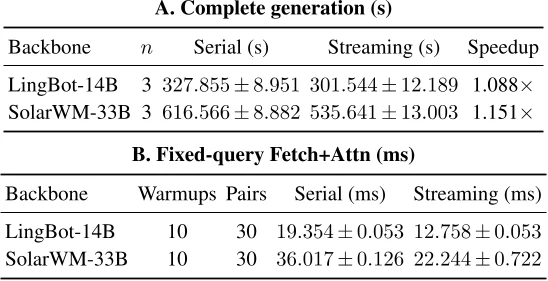 A. Complete generation (s)
Backbone n Serial (s) Streaming (s) Speedup
LingBot-14B 3 327.855 ± 8.951 301.544 ± 12.189 1.088×
SolarWM-33B 3 616.566 ± 8.882 535.641 ± 13.003 1.151×
B. Fixed-query Fetch+Attn (ms)
Backbone Warmups Pairs Serial (ms) Streaming (ms)
LingBot-14B 10 30 19.354 ± 0.053 12.758 ± 0.053
SolarWM-33B 10 30 36.017 ± 0.126 22.244 ± 0.722